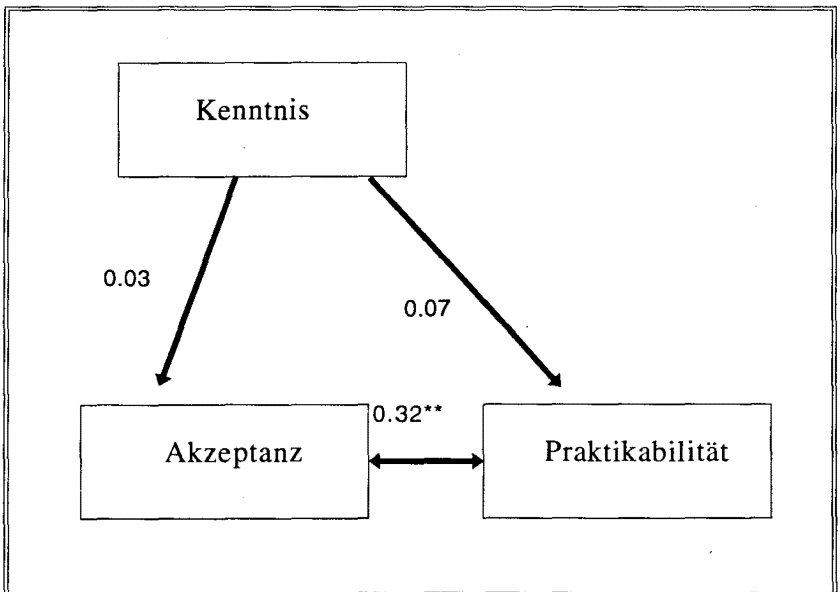 Kenntnis
0.03
0.07
0.32**
Akzeptanz
Praktikabilität